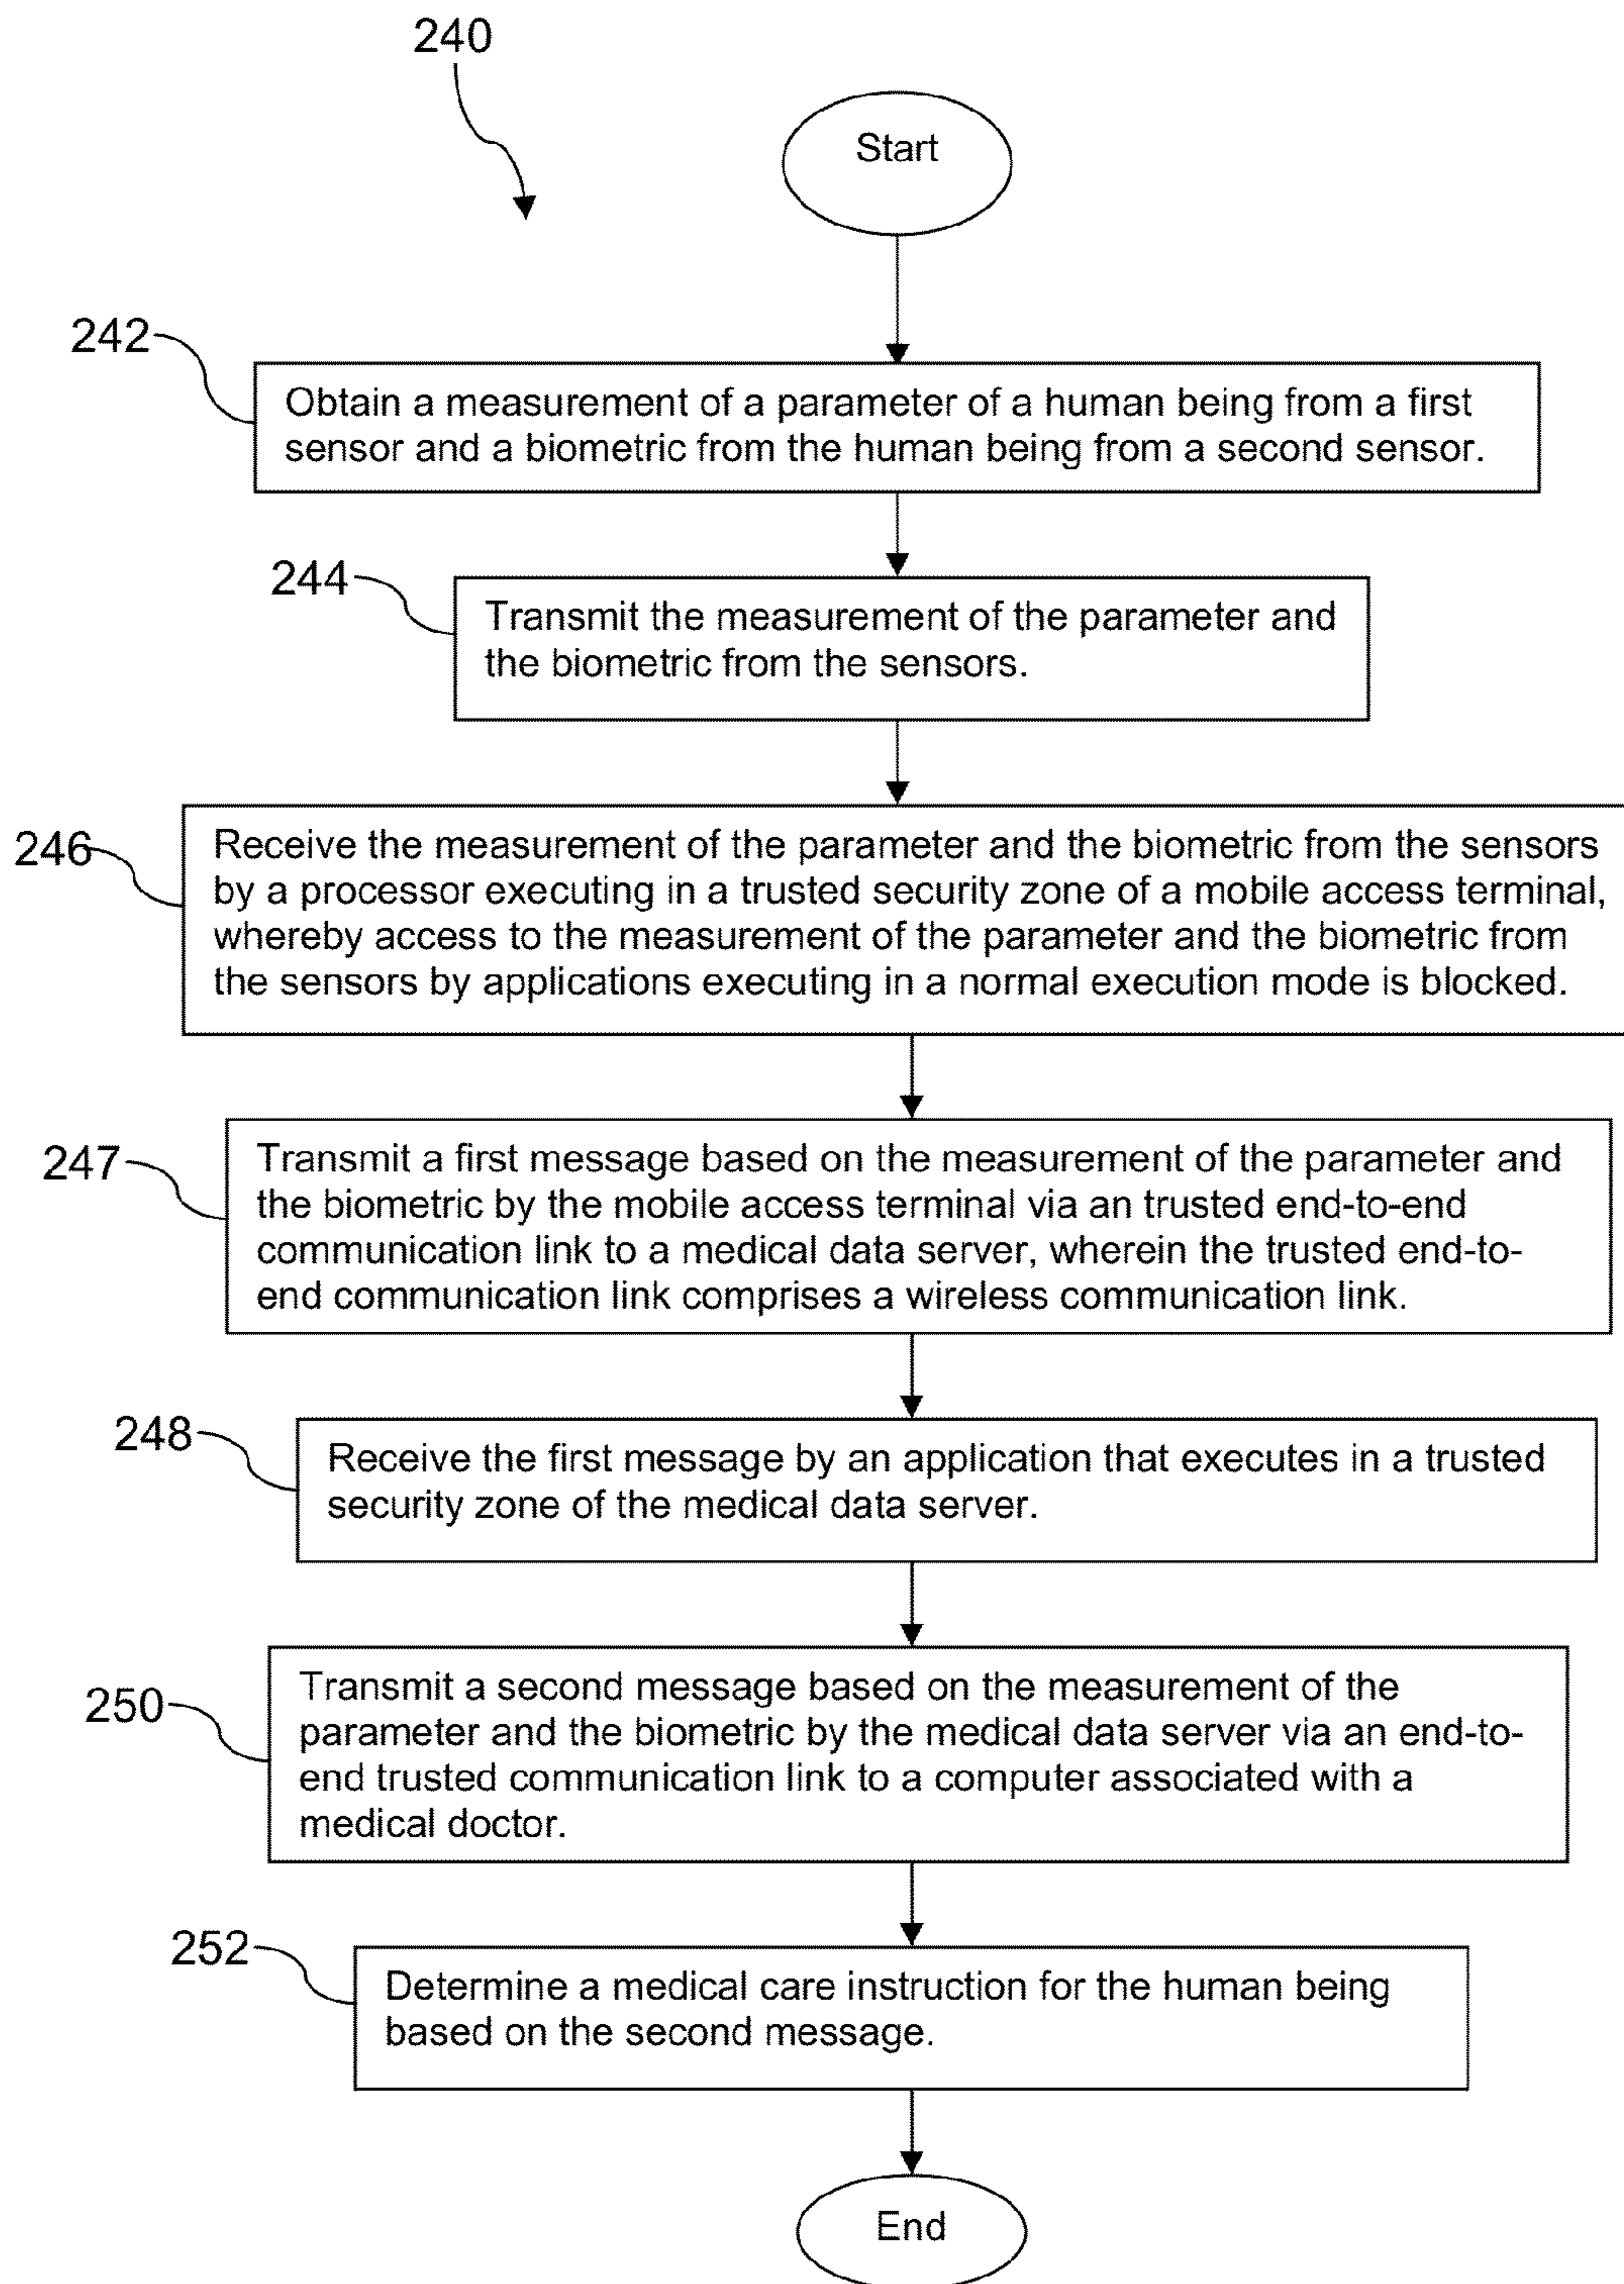 240
Start
242
Obtain a measurement of a parameter of a human being from a first
sensor and a biometric from the human being from a second sensor.
244
Transmit the measurement of the parameter and
the biometric from the sensors.
246
Receive the measurement of the parameter and the biometric from the sensors
by a processor executing in a trusted security zone of a mobile access terminal,
whereby access to the measurement of the parameter and the biometric from
the sensors by applications executing in a normal execution mode is blocked.
247
Transmit a first message based on the measurement of the parameter and
the biometric by the mobile access terminal via an trusted end-to-end
communication link to a medical data server, wherein the trusted end-to-
end communication link comprises a wireless communication link.
248
Receive the first message by an application that executes in a trusted
security zone of the medical data server.
250
Transmit a second message based on the measurement of the
parameter and the biometric by the medical data server via an end-to-
end trusted communication link to a computer associated with a
medical doctor.
252
Determine a medical care instruction for the human being
based on the second message.
End